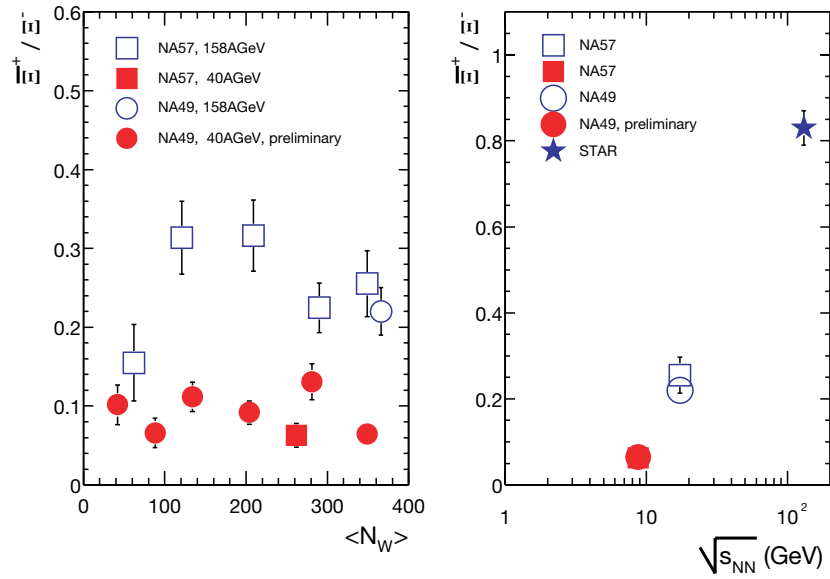 Ξ̄⁺ / Ξ⁻
0.6
0.5
0.4
0.3
0.2
0.1
0
0 100 200 300 400
<N_W>
NA57, 158AGeV
NA57, 40AGeV
NA49, 158AGeV
NA49, 40AGeV, preliminary
Ξ̄⁺ / Ξ⁻
1
0.8
0.6
0.4
0.2
0
1 10 10²
√s_NN (GeV)
NA57
NA57
NA49
NA49, preliminary
STAR